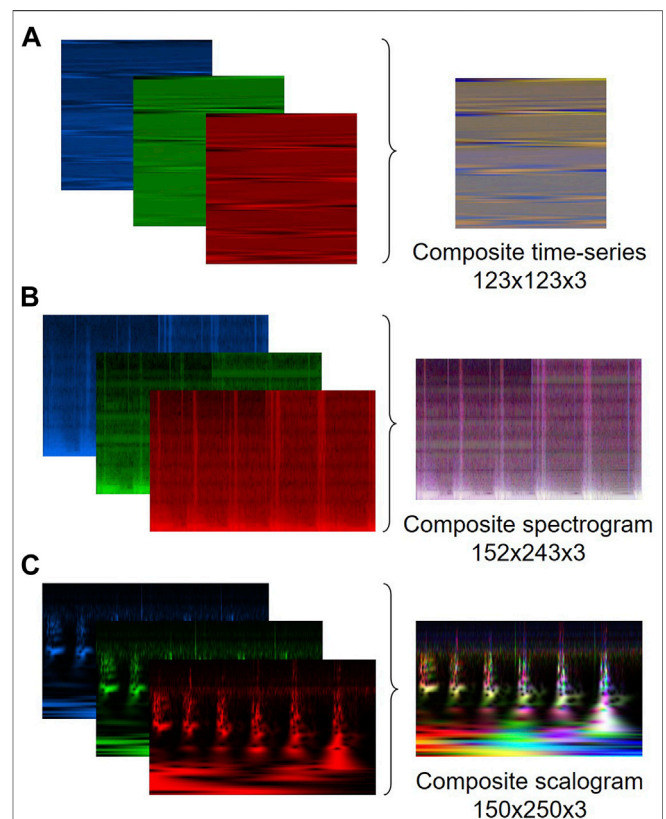 A
Composite time-series
123x123x3
B
Composite spectrogram
152x243x3
C
Composite scalogram
150x250x3